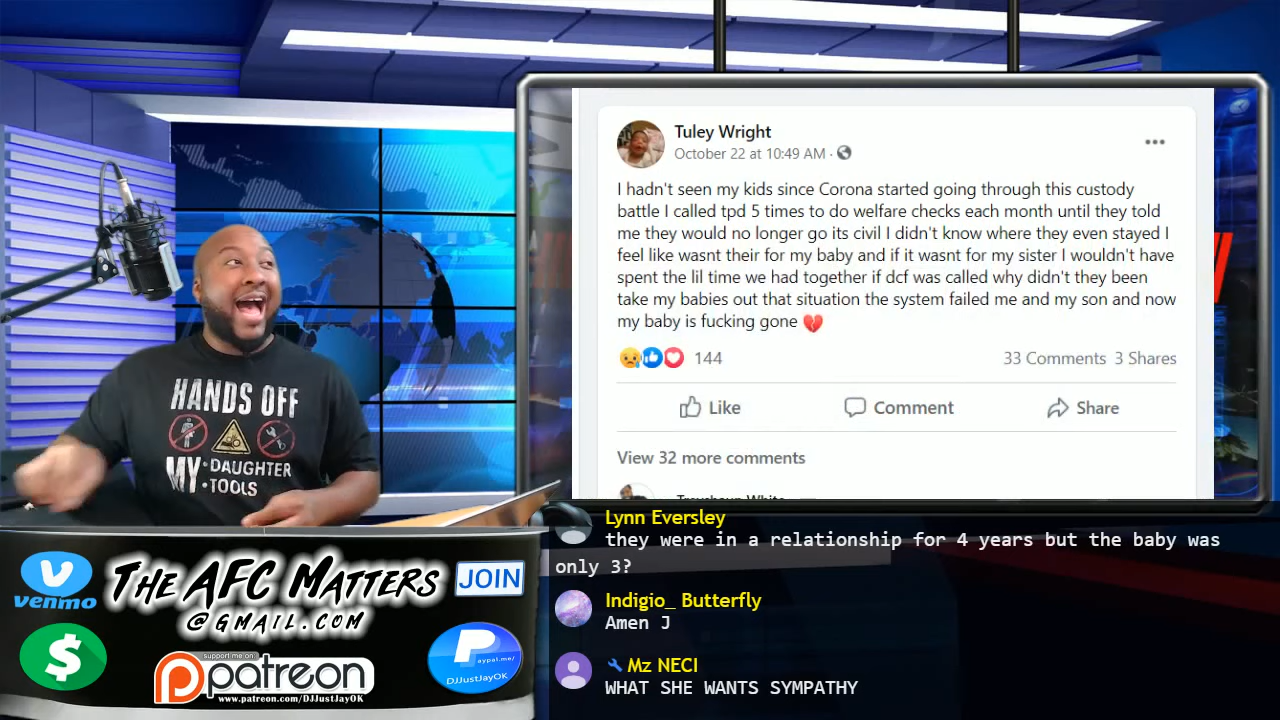 Tuley Wright
October 22 at 10:49 AM ·
I hadn't seen my kids since Corona started going through this custody
battle I called tpd 5 times to do welfare checks each month until they told
me they would no longer go its civil I didn't know where they even stayed I
feel like wasnt their for my baby and if it wasnt for my sister I wouldn't have
spent the lil time we had together if dcf was called why didn't they been
take my babies out that situation the system failed me and my son and now
my baby is fucking gone 💔
144
33 Comments 3 Shares
Like
Comment
Share
View 32 more comments
HANDS OFF
MY • DAUGHTER
• TOOLS
Lynn Eversley
they were in a relationship for 4 years but the baby was
only 3?
Indigio_ Butterfly
Amen J
Mz NECI
WHAT SHE WANTS SYMPATHY
venmo
THE AFC MATTERS
@GMAIL.COM
JOIN
$
support me on
patreon
www.patreon.com/DJJustJayOK
Paypal.me/
DJJustJayOK